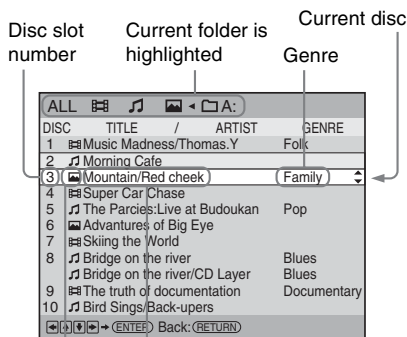 Disc slot number
Current folder is highlighted
Current disc
Genre
ALL A:
DISC TITLE / ARTIST GENRE
1 Music Madness/Thomas.Y Folk
2 Morning Cafe
3 Mountain/Red cheek Family
4 Super Car Chase
5 The Parcies:Live at Budoukan Pop
6 Advantures of Big Eye
7 Skiing the World
8 Bridge on the river Blues
Bridge on the river/CD Layer Blues
9 The truth of documentation Documentary
10 Bird Sings/Back-upers
ENTER Back: RETURN